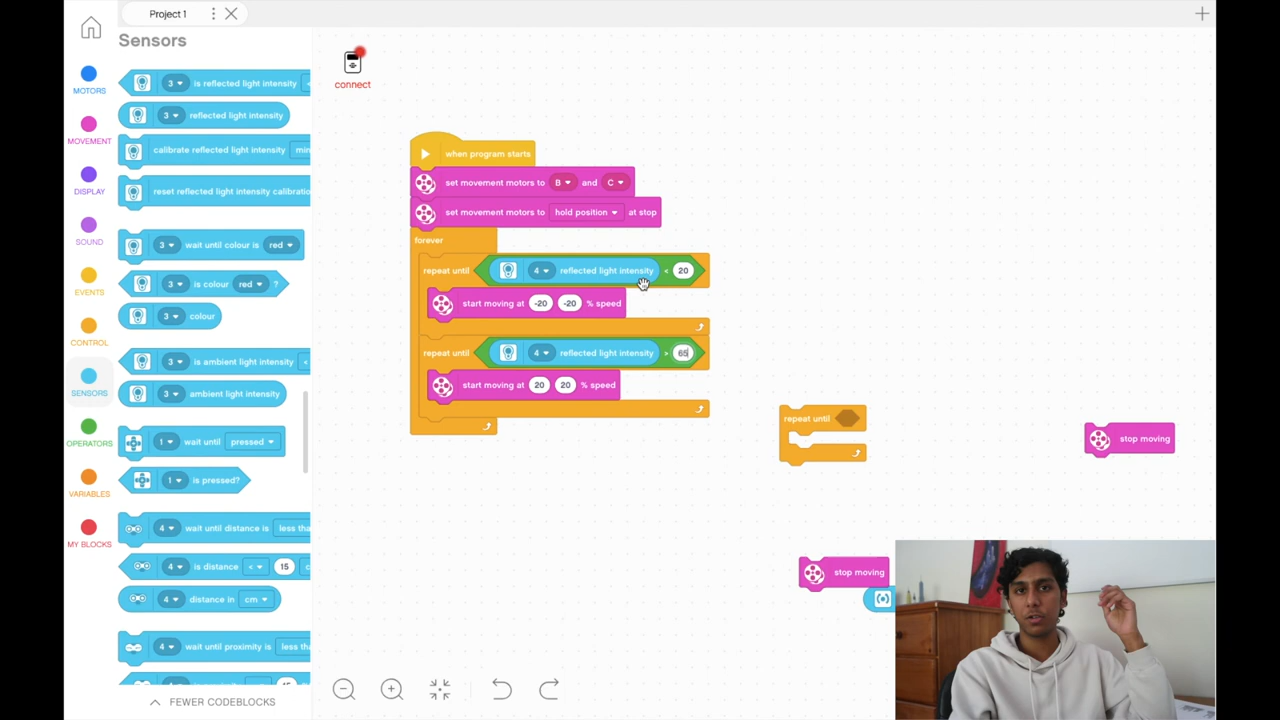 Project 1
Sensors
connect
MOTORS
MOVEMENT
DISPLAY
SOUND
EVENTS
CONTROL
SENSORS
OPERATORS
VARIABLES
MY BLOCKS
3 is reflected light intensity
3 reflected light intensity
calibrate reflected light intensity
reset reflected light intensity
3 wait until colour is red
3 is colour red ?
3 colour
3 is ambient light intensity
3 ambient light intensity
1 wait until pressed
1 is pressed?
4 wait until distance is
4 is distance < 15
4 distance in cm
4 wait until proximity is
FEWER CODEBLOCKS
when program starts
set movement motors to B and C
set movement motors to hold position at stop
forever
repeat until 4 reflected light intensity < 20
start moving at -20 -20 % speed
repeat until 4 reflected light intensity > 65
start moving at 20 20 % speed
repeat until
stop moving
stop moving